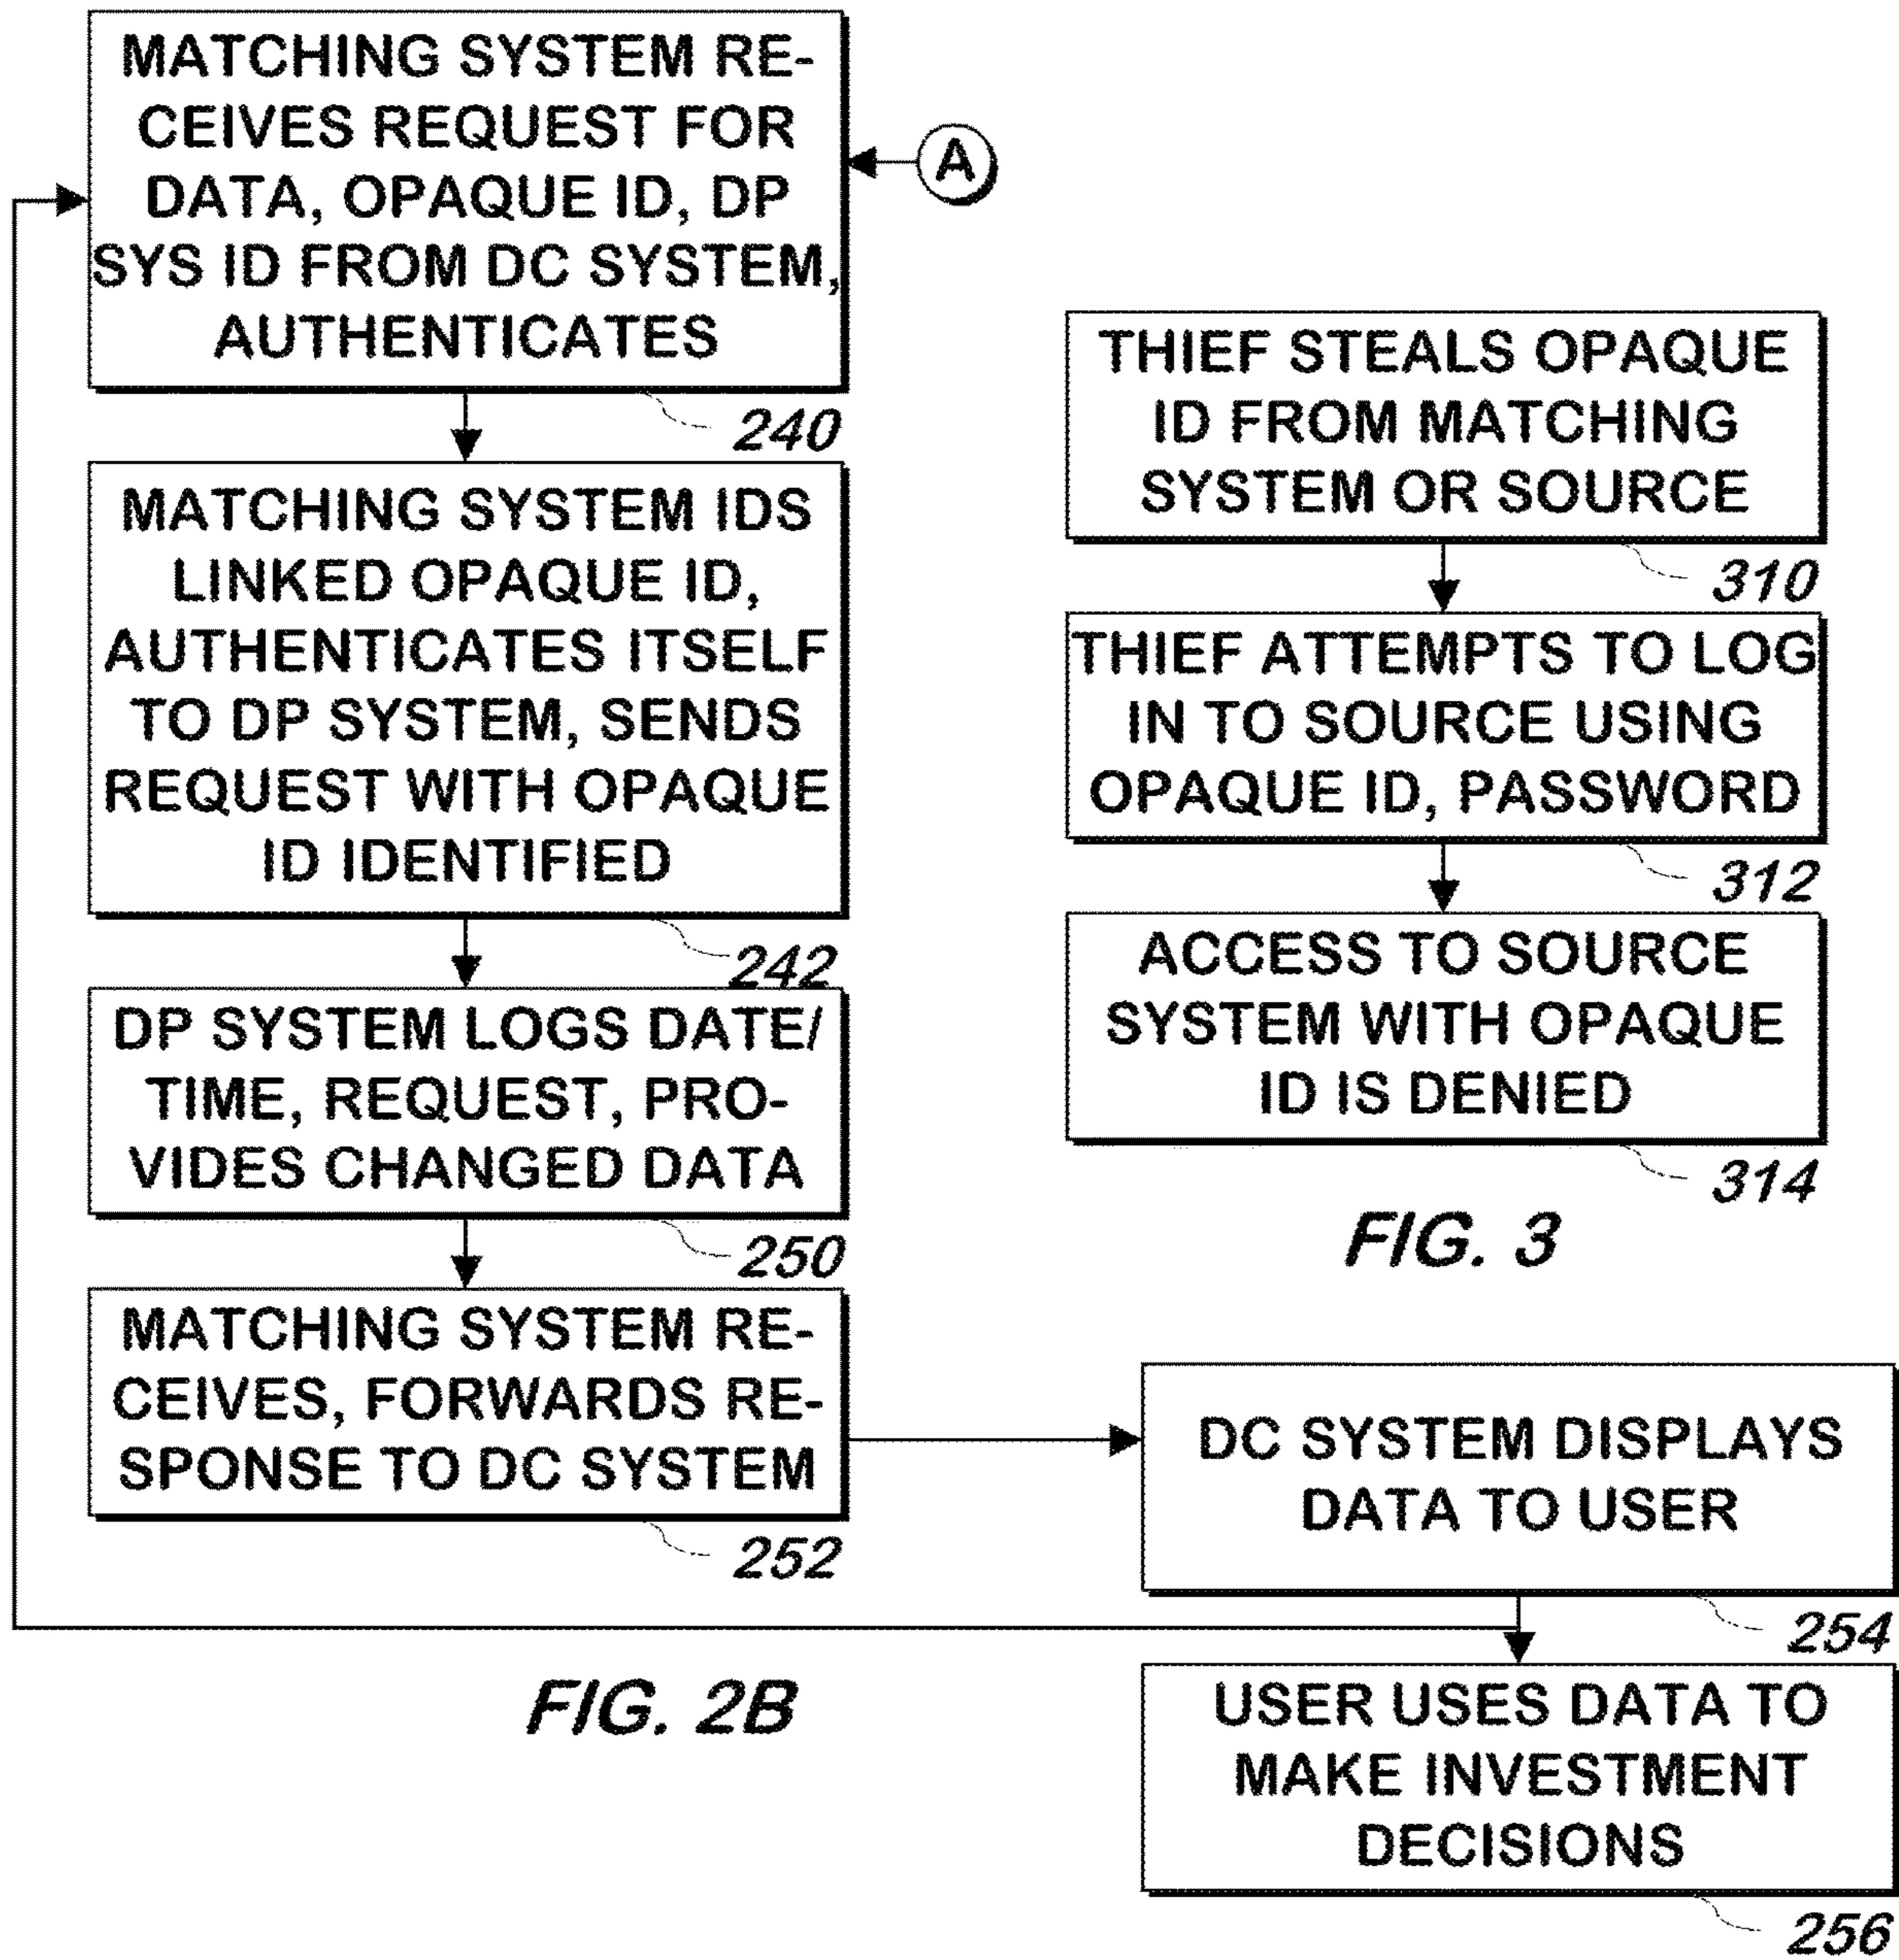 MATCHING SYSTEM RE-
CEIVES REQUEST FOR
DATA, OPAQUE ID, DP
SYS ID FROM DC SYSTEM,
AUTHENTICATES
A
240
MATCHING SYSTEM IDS
LINKED OPAQUE ID,
AUTHENTICATES ITSELF
TO DP SYSTEM, SENDS
REQUEST WITH OPAQUE
ID IDENTIFIED
242
DP SYSTEM LOGS DATE/
TIME, REQUEST, PRO-
VIDES CHANGED DATA
250
MATCHING SYSTEM RE-
CEIVES, FORWARDS RE-
SPONSE TO DC SYSTEM
252
DC SYSTEM DISPLAYS
DATA TO USER
254
USER USES DATA TO
MAKE INVESTMENT
DECISIONS
256
FIG. 2B
THIEF STEALS OPAQUE
ID FROM MATCHING
SYSTEM OR SOURCE
310
THIEF ATTEMPTS TO LOG
IN TO SOURCE USING
OPAQUE ID, PASSWORD
312
ACCESS TO SOURCE
SYSTEM WITH OPAQUE
ID IS DENIED
314
FIG. 3